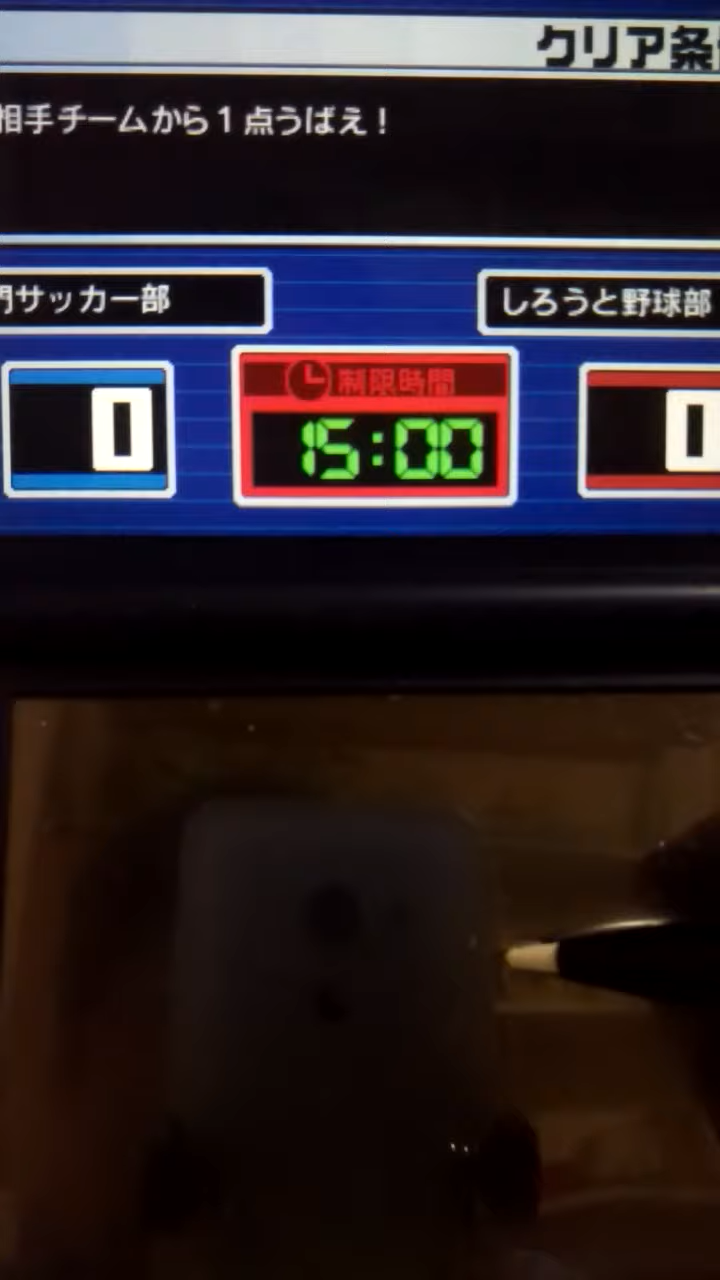 クリア条
相手チームから1点うばえ!
門サッカー部
しろうと野球部
制限時間
0
15:00
0